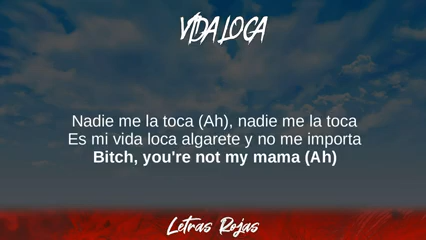 VIDA LOCA
Nadie me la toca (Ah), nadie me la toca
Es mi vida loca algarete y no me importa
Bitch, you're not my mama (Ah)
Letras Rojas